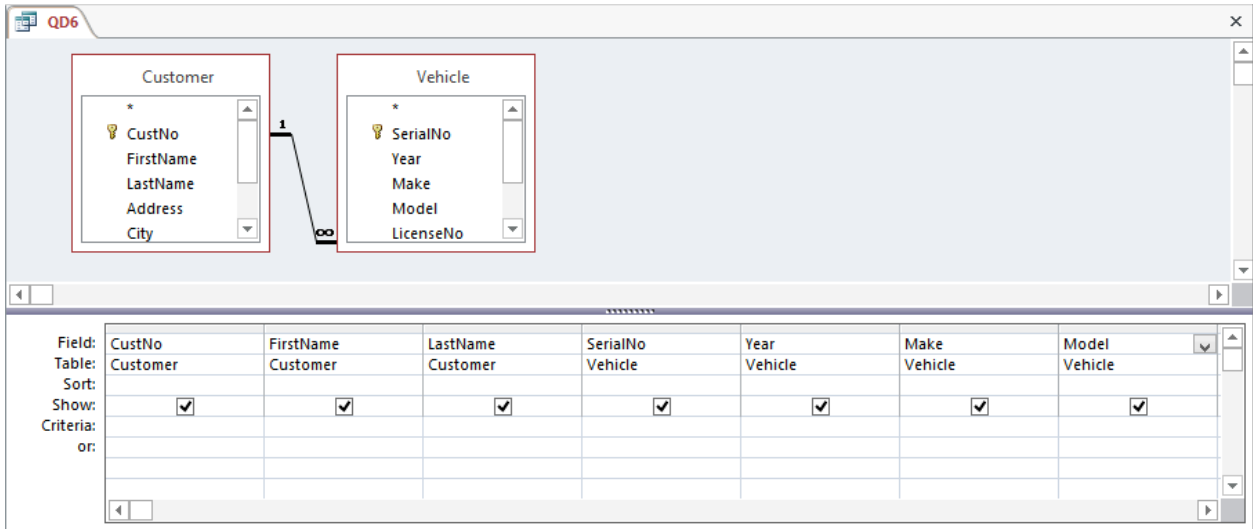 QD6
Customer Vehicle
* *
CustNo SerialNo
FirstName Year
LastName Make
Address Model
City LicenseNo
1
∞
Field: CustNo FirstName LastName SerialNo Year Make Model
Table: Customer Customer Customer Vehicle Vehicle Vehicle Vehicle
Sort:
Show:
Criteria:
or: